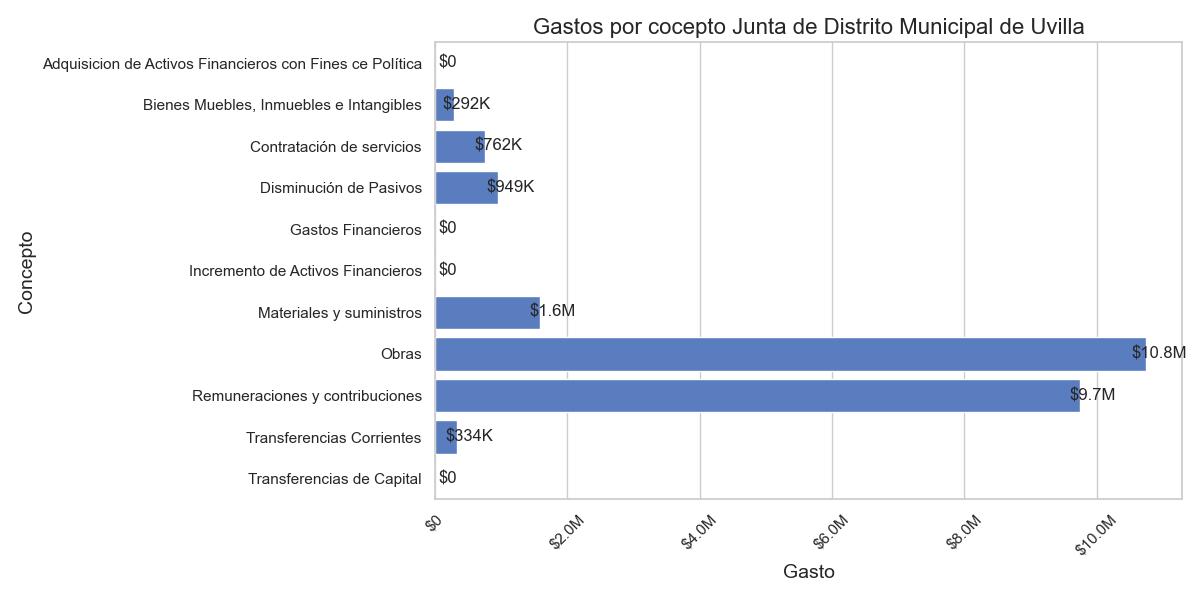 Gastos por cocepto Junta de Distrito Municipal de Uvilla
Concepto
Adquisicion de Activos Financieros con Fines ce Política $0
Bienes Muebles, Inmuebles e Intangibles $292K
Contratación de servicios $762K
Disminución de Pasivos $949K
Gastos Financieros $0
Incremento de Activos Financieros $0
Materiales y suministros $1.6M
Obras $10.8M
Remuneraciones y contribuciones $9.7M
Transferencias Corrientes $334K
Transferencias de Capital $0
$0 $2.0M $4.0M $6.0M $8.0M $10.0M
Gasto